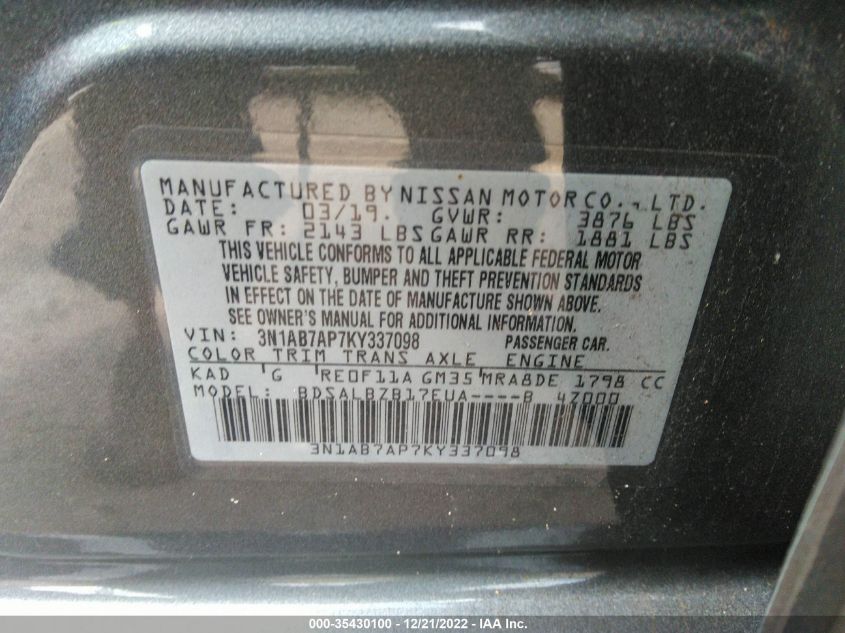 MANUFACTURED BY NISSAN MOTOR CO., LTD.
DATE: 03/19. GVWR: 3876 LBS
GAWR FR: 2143 LBS GAWR RR: 1881 LBS
THIS VEHICLE CONFORMS TO ALL APPLICABLE FEDERAL MOTOR
VEHICLE SAFETY, BUMPER AND THEFT PREVENTION STANDARDS
IN EFFECT ON THE DATE OF MANUFACTURE SHOWN ABOVE.
SEE OWNER'S MANUAL FOR ADDITIONAL INFORMATION.
VIN: 3N1AB7AP7KY337098 PASSENGER CAR.
COLOR TRIM TRANS AXLE ENGINE
KAD G RE0F11A GM35 MRA8DE 1798 CC
MODEL: BDSALBZB17EUA----B 47000
3N1AB7AP7KY337098
000-35430100 - 12/21/2022 - IAA Inc.